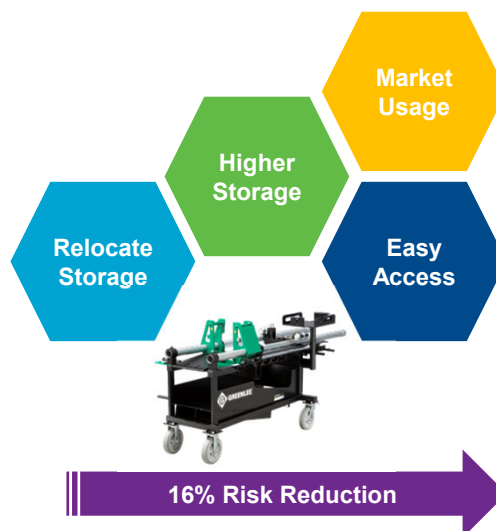 Market
Usage
Higher
Storage
Relocate
Storage
Easy
Access
GREENLEE
16% Risk Reduction